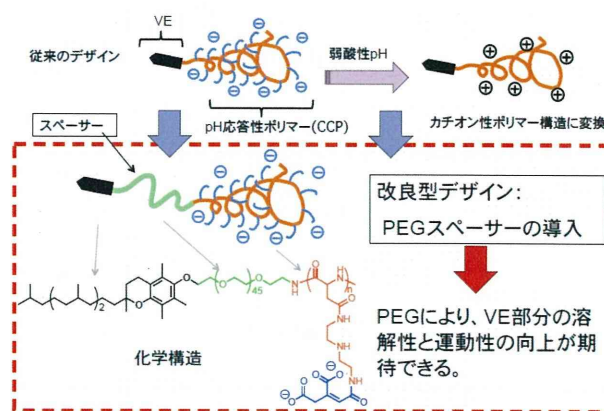 VE
従来のデザイン
弱酸性pH
pH応答性ポリマー(CCP)
カチオン性ポリマー構造に変換
スペーサー
改良型デザイン:
PEGスペーサーの導入
2
O
O
O
45
NH
O
H
N
n
O
NH
NH
NH
O
O
O
O
O
化学構造
PEGにより、VE部分の溶
解性と運動性の向上が期
待できる。